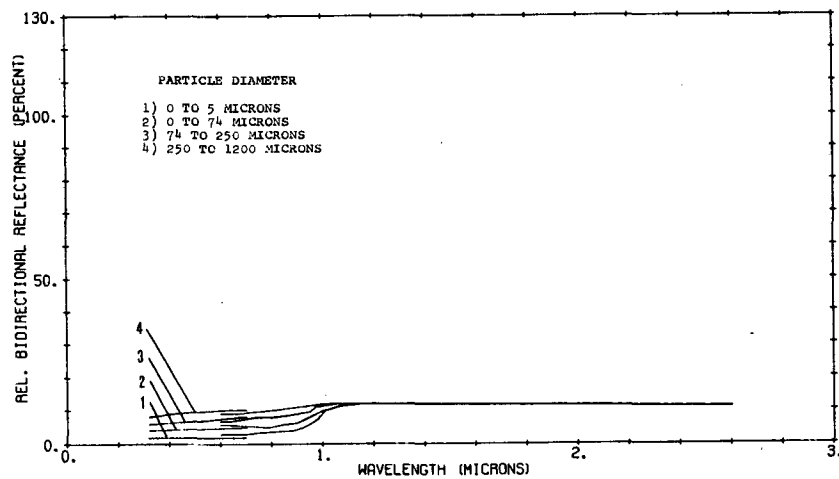 130.
PARTICLE DIAMETER
1) 0 TO 5 MICRONS
2) 0 TO 74 MICRONS
3) 74 TO 250 MICRONS
4) 250 TO 1200 MICRONS
100.
50.
0.
REL. BIDIRECTIONAL REFLECTANCE (PERCENT)
4
3
2
1
0.
1.
2.
3.
WAVELENGTH (MICRONS)